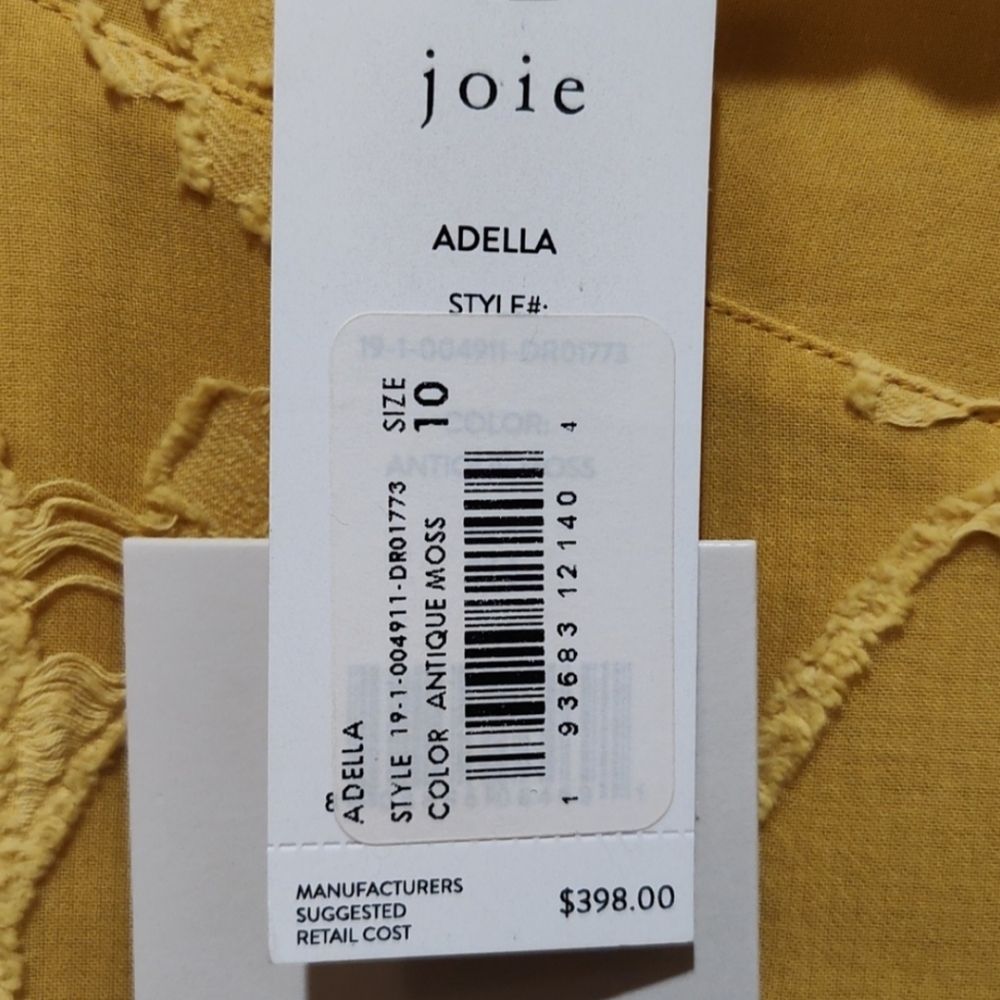 joie
ADELLA
STYLE#:
19-1-004911-DR01773
COLOR:
SIZE
10
ADELLA
STYLE 19-1-004911-DR01773
COLOR ANTIQUE MOSS
1 93683 12140 4
MANUFACTURERS
SUGGESTED
RETAIL COST
$398.00